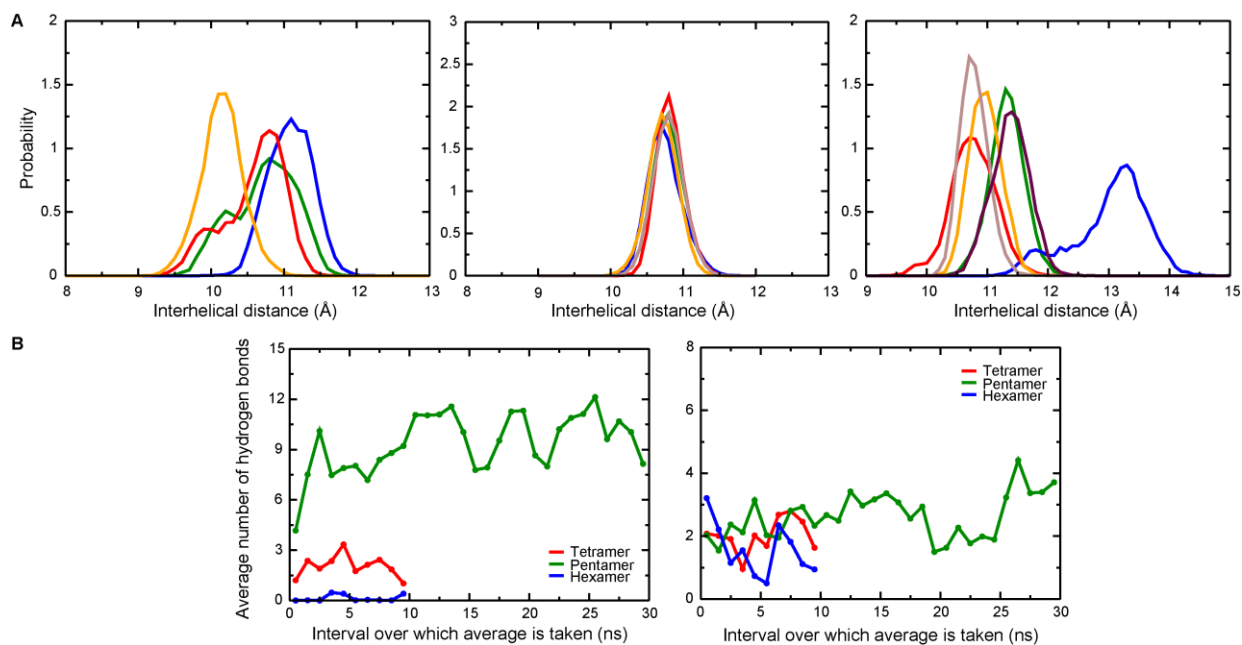 A
Probability
2
1.5
1
0.5
0
8 9 10 11 12 13
Interhelical distance (Å)
3
2.5
2
1.5
1
0.5
0
8 9 10 11 12 13
Interhelical distance (Å)
2
1.5
1
0.5
0
9 10 11 12 13 14 15
Interhelical distance (Å)
B
Average number of hydrogen bonds
15
12
9
6
3
0
Tetramer
Pentamer
Hexamer
0 5 10 15 20 25 30
Interval over which average is taken (ns)
8
6
4
2
0
Tetramer
Pentamer
Hexamer
0 5 10 15 20 25 30
Interval over which average is taken (ns)